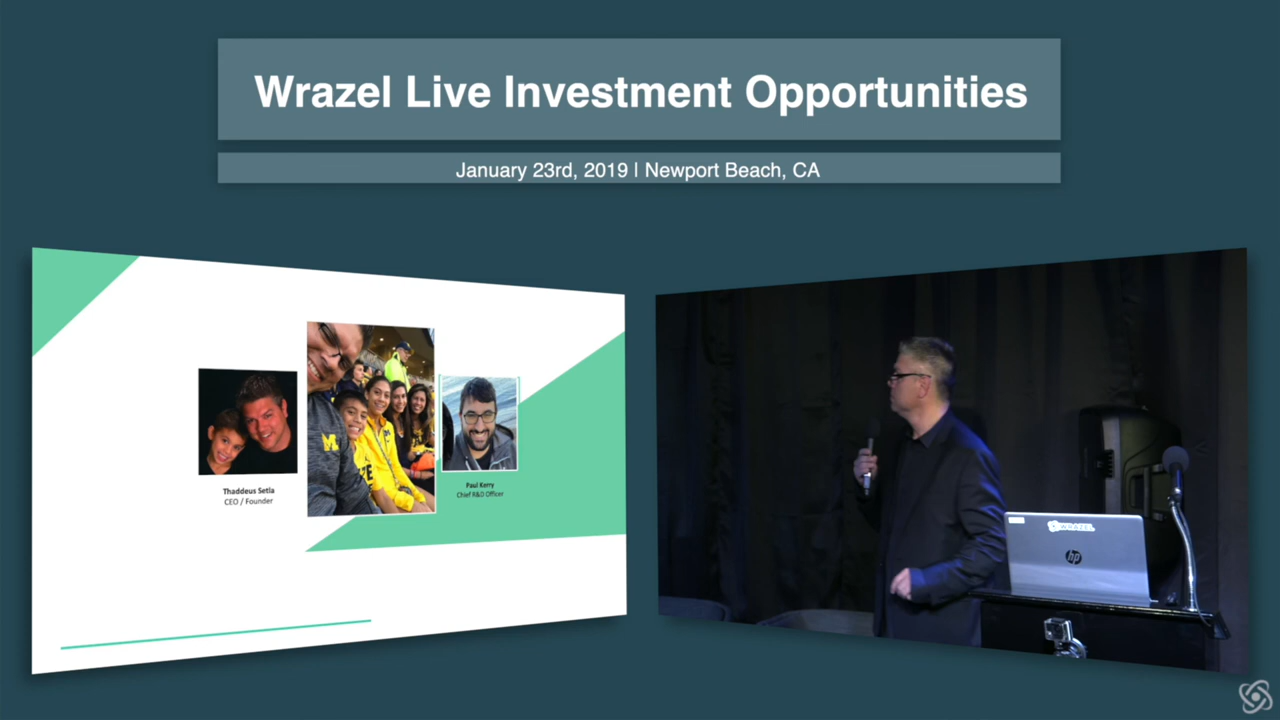 Wrazel Live Investment Opportunities
January 23rd, 2019 | Newport Beach, CA
Thaddeus Setla
CEO / Founder
Paul Kerry
Chief R&D Officer
M
WRAZEL
hp